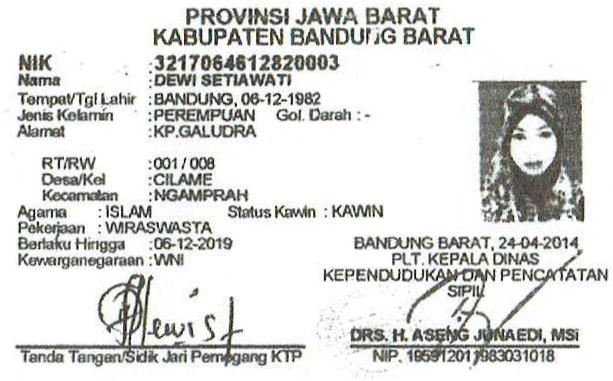 PROVINSI JAWA BARAT
KABUPATEN BANDUNG BARAT
NIK :3217064612820003
Nama :DEWI SETIAWATI
Tempat/Tgl Lahir :BANDUNG, 06-12-1982
Jenis Kelamin :PEREMPUAN Gol. Darah :-
Alamat :KP.GALUDRA
RT/RW :001 / 008
Desa/Kel :CILAME
Kecamatan :NGAMPRAH
Agama :ISLAM Status Kawin :KAWIN
Pekerjaan :WIRASWASTA
Berlaku Hingga :06-12-2019
Kewarganegaraan :WNI
BANDUNG BARAT, 24-04-2014
PLT. KEPALA DINAS
KEPENDUDUKAN DAN PENCATATAN
SIPIL
DRS. H. ASENG JUNAEDI, MSi
Tanda Tangan/Sidik Jari Pemegang KTP
NIP.